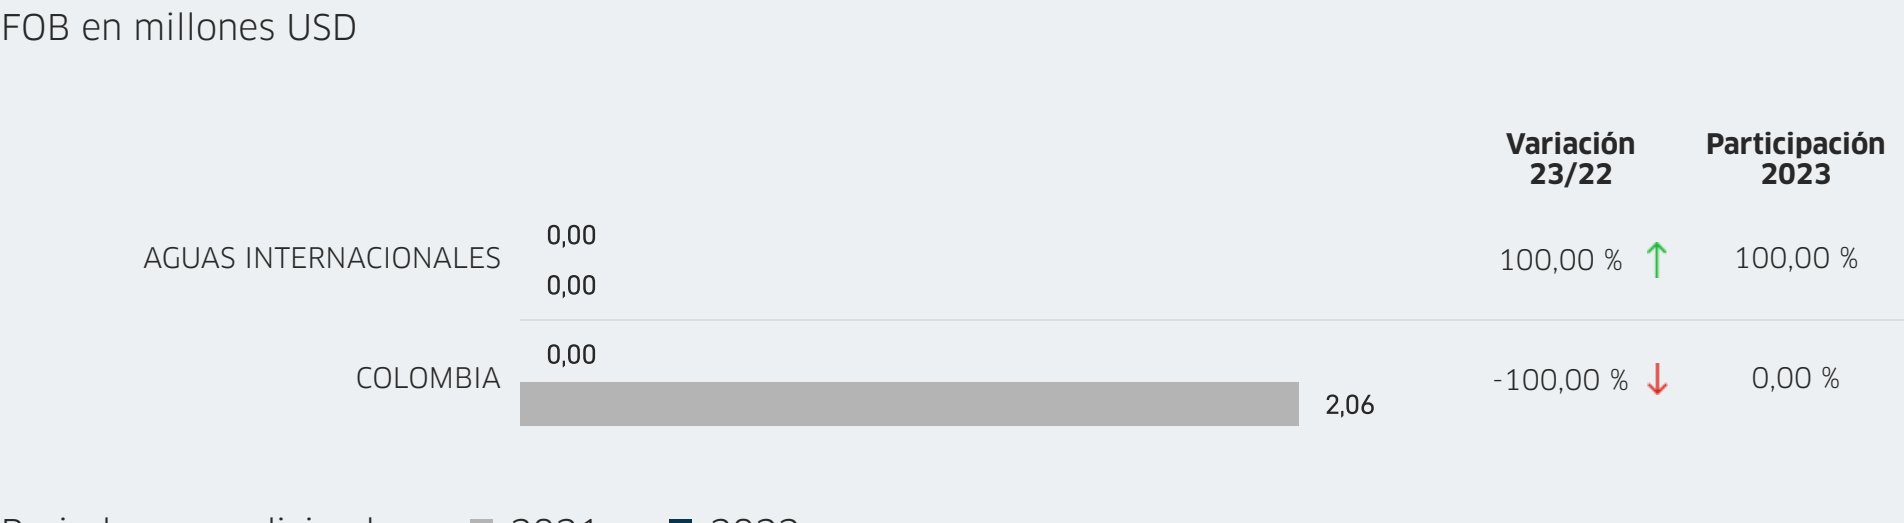 FOB en millones USD
Variación Participación
23/22 2023
0,00
AGUAS INTERNACIONALES 100,00 % 100,00 %
0,00
0,00
COLOMBIA -100,00 % 0,00 %
2,06